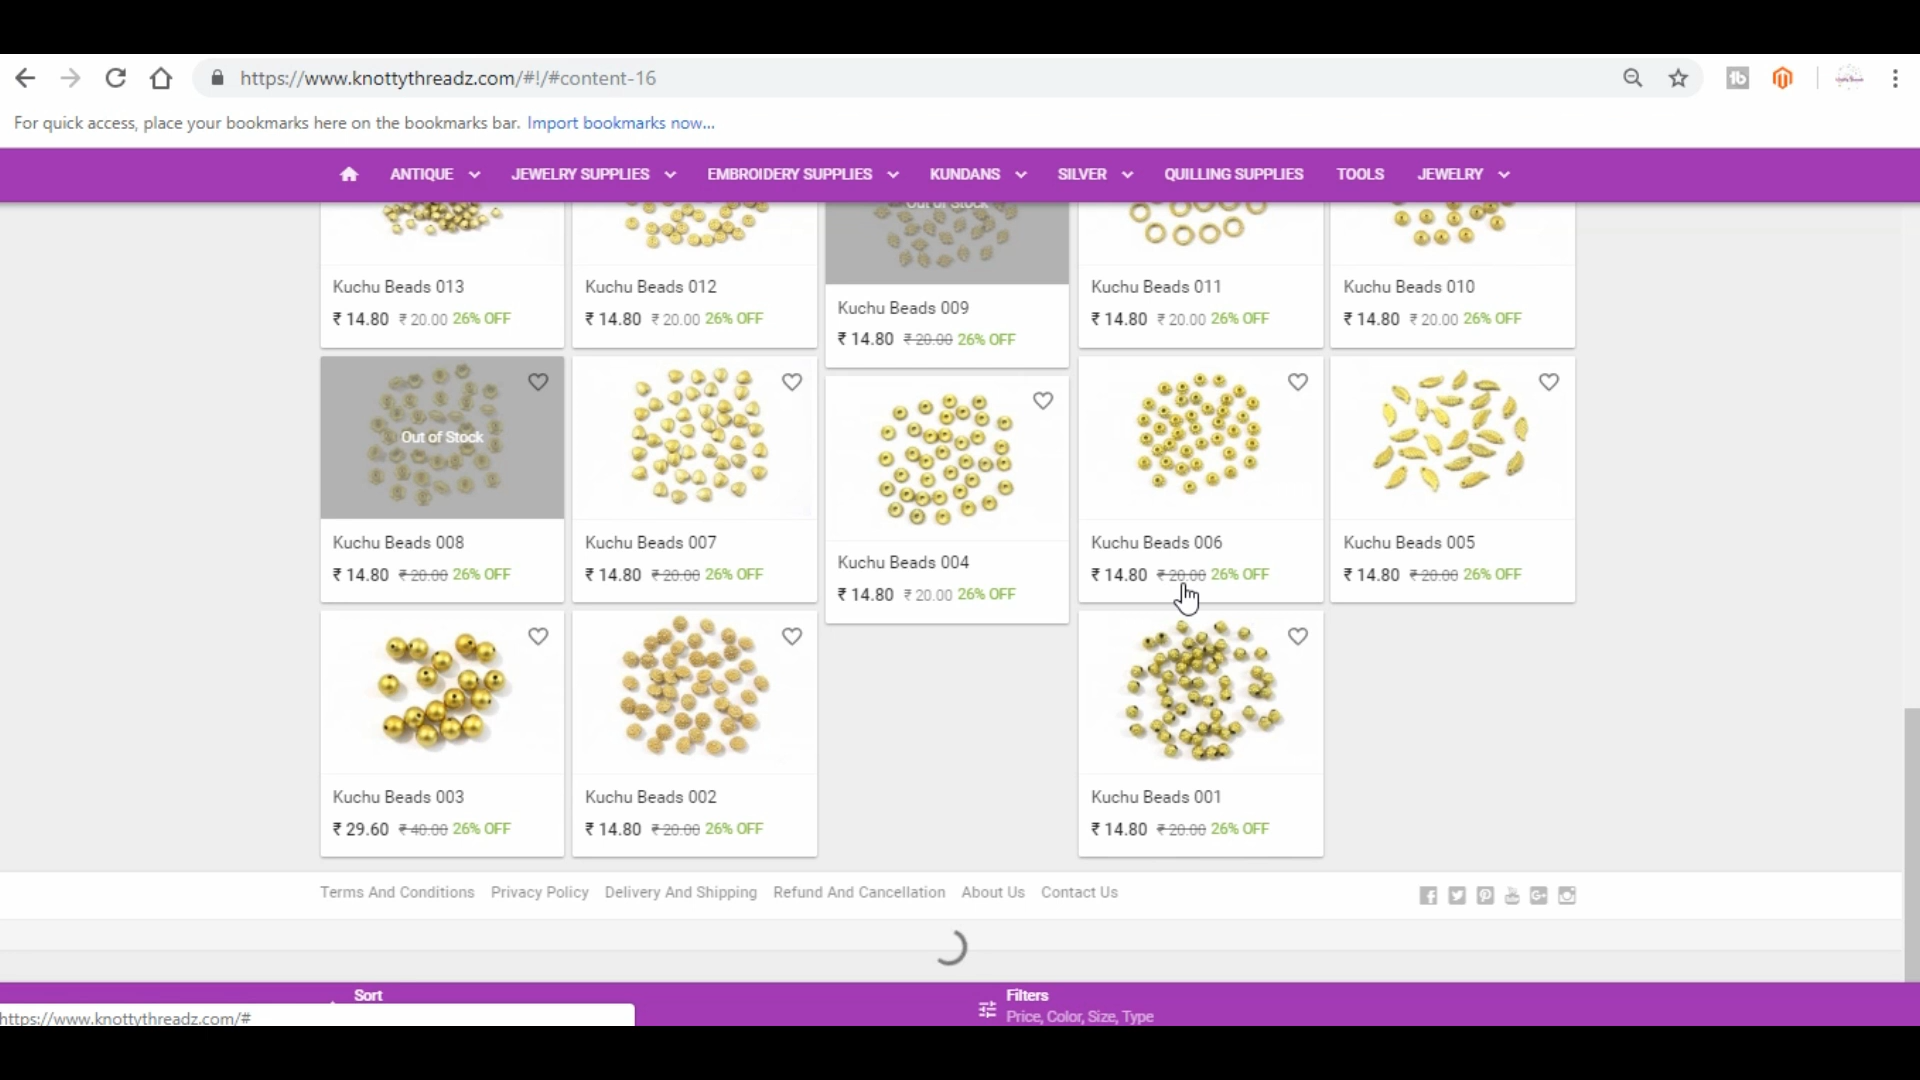 https://www.knottythreadz.com/#!/#content-16
For quick access, place your bookmarks here on the bookmarks bar. Import bookmarks now...
ANTIQUE JEWELRY SUPPLIES EMBROIDERY SUPPLIES KUNDANS SILVER QUILLING SUPPLIES TOOLS JEWELRY
Out of Stock
Kuchu Beads 013
₹ 14.80 ₹ 20.00 26% OFF
Kuchu Beads 012
₹ 14.80 ₹ 20.00 26% OFF
Kuchu Beads 009
₹ 14.80 ₹ 20.00 26% OFF
Kuchu Beads 011
₹ 14.80 ₹ 20.00 26% OFF
Kuchu Beads 010
₹ 14.80 ₹ 20.00 26% OFF
Out of Stock
Kuchu Beads 008
₹ 14.80 ₹ 20.00 26% OFF
Kuchu Beads 007
₹ 14.80 ₹ 20.00 26% OFF
Kuchu Beads 004
₹ 14.80 ₹ 20.00 26% OFF
Kuchu Beads 006
₹ 14.80 ₹ 20.00 26% OFF
Kuchu Beads 005
₹ 14.80 ₹ 20.00 26% OFF
Kuchu Beads 003
₹ 29.60 ₹ 40.00 26% OFF
Kuchu Beads 002
₹ 14.80 ₹ 20.00 26% OFF
Kuchu Beads 001
₹ 14.80 ₹ 20.00 26% OFF
Terms And Conditions Privacy Policy Delivery And Shipping Refund And Cancellation About Us Contact Us
Sort
Filters
Price, Color, Size, Type
https://www.knottythreadz.com/#